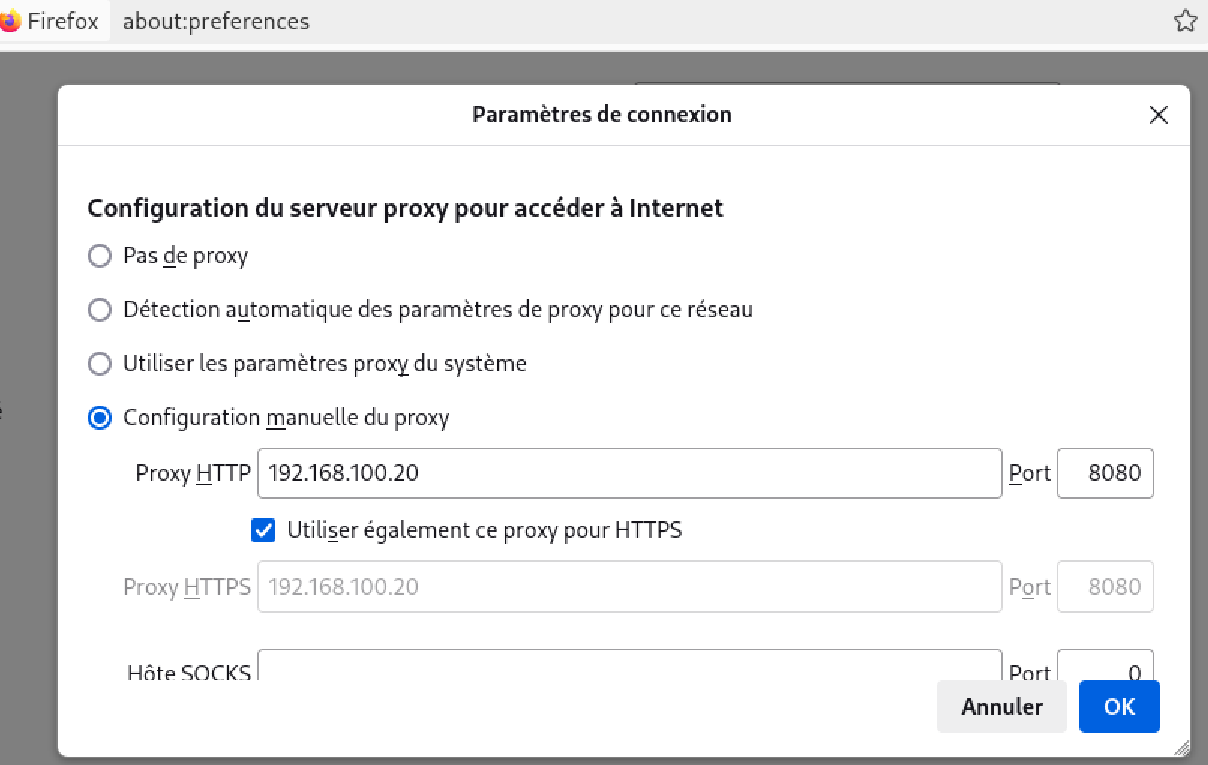 Firefox about:preferences
Paramètres de connexion
Configuration du serveur proxy pour accéder à Internet
Pas de proxy
Détection automatique des paramètres de proxy pour ce réseau
Utiliser les paramètres proxy du système
Configuration manuelle du proxy
Proxy HTTP 192.168.100.20 Port 8080
Utiliser également ce proxy pour HTTPS
Proxy HTTPS 192.168.100.20 Port 8080
Hôte SOCKS Port 0
Annuler OK